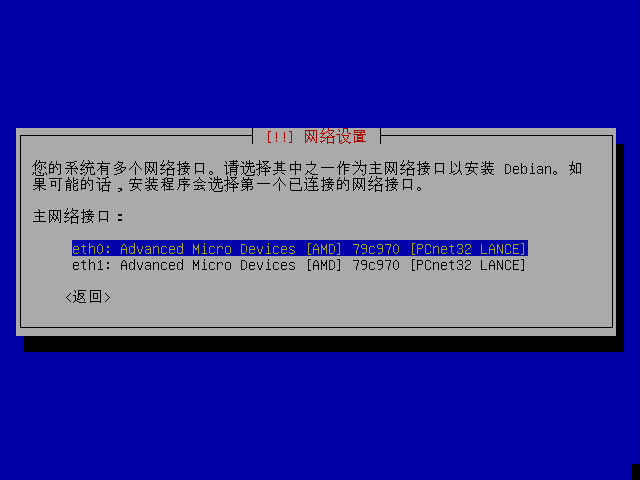 [!!] 网络设置
您的系统有多个网络接口。请选择其中之一作为主网络接口以安装 Debian。如
果可能的话,安装程序会选择第一个已连接的网络接口。
主网络接口:
eth0: Advanced Micro Devices [AMD] 79c970 [PCnet32 LANCE]
eth1: Advanced Micro Devices [AMD] 79c970 [PCnet32 LANCE]
<返回>